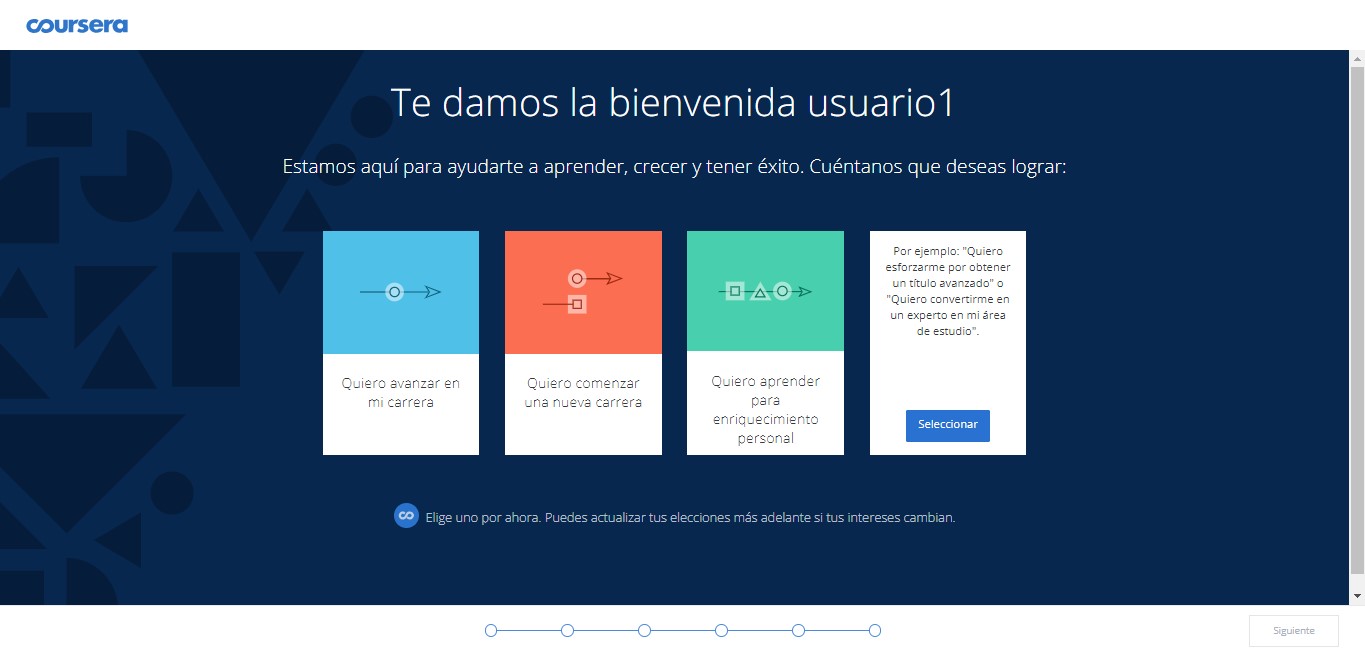 coursera
Te damos la bienvenida usuario1
Estamos aquí para ayudarte a aprender, crecer y tener éxito. Cuéntanos que deseas lograr:
Quiero avanzar en
mi carrera
Quiero comenzar
una nueva carrera
Quiero aprender
para
enriquecimiento
personal
Por ejemplo: "Quiero
esforzarme por obtener
un título avanzado" o
"Quiero convertirme en
un experto en mi área
de estudio".
Seleccionar
Elige uno por ahora. Puedes actualizar tus elecciones más adelante si tus intereses cambian.
Siguiente